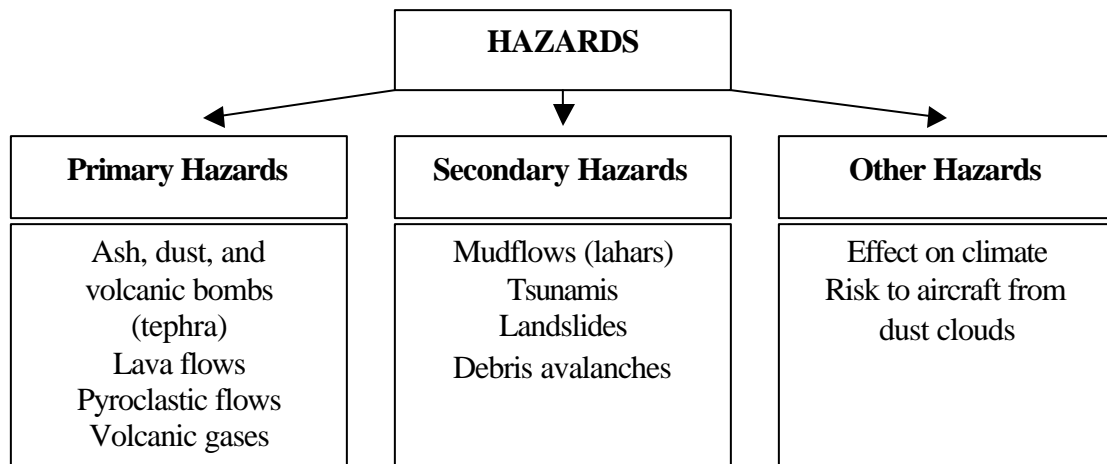 HAZARDS
Primary Hazards
Ash, dust, and
volcanic bombs
(tephra)
Lava flows
Pyroclastic flows
Volcanic gases
Secondary Hazards
Mudflows (lahars)
Tsunamis
Landslides
Debris avalanches
Other Hazards
Effect on climate
Risk to aircraft from
dust clouds